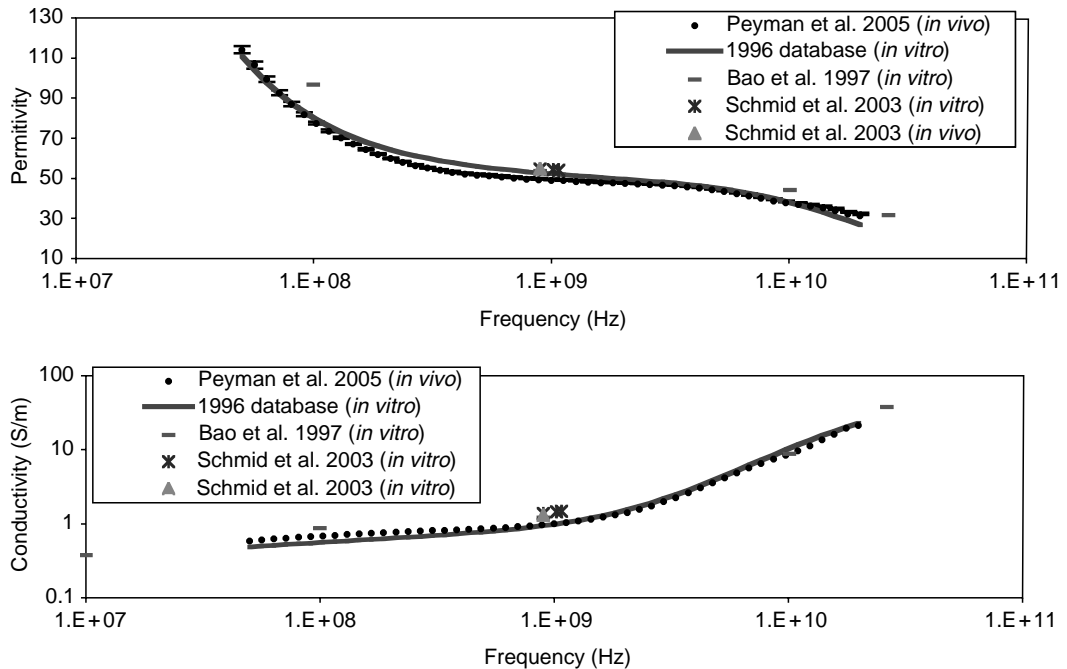 130
110
90
70
50
30
10
Permitivity
Peyman et al. 2005 (in vivo)
1996 database (in vitro)
Bao et al. 1997 (in vitro)
Schmid et al. 2003 (in vitro)
Schmid et al. 2003 (in vivo)
1.E+07 1.E+08 1.E+09 1.E+10 1.E+11
Frequency (Hz)
100
10
1
0.1
Conductivity (S/m)
Peyman et al. 2005 (in vivo)
1996 database (in vitro)
Bao et al. 1997 (in vitro)
Schmid et al. 2003 (in vitro)
Schmid et al. 2003 (in vitro)
1.E+07 1.E+08 1.E+09 1.E+10 1.E+11
Frequency (Hz)